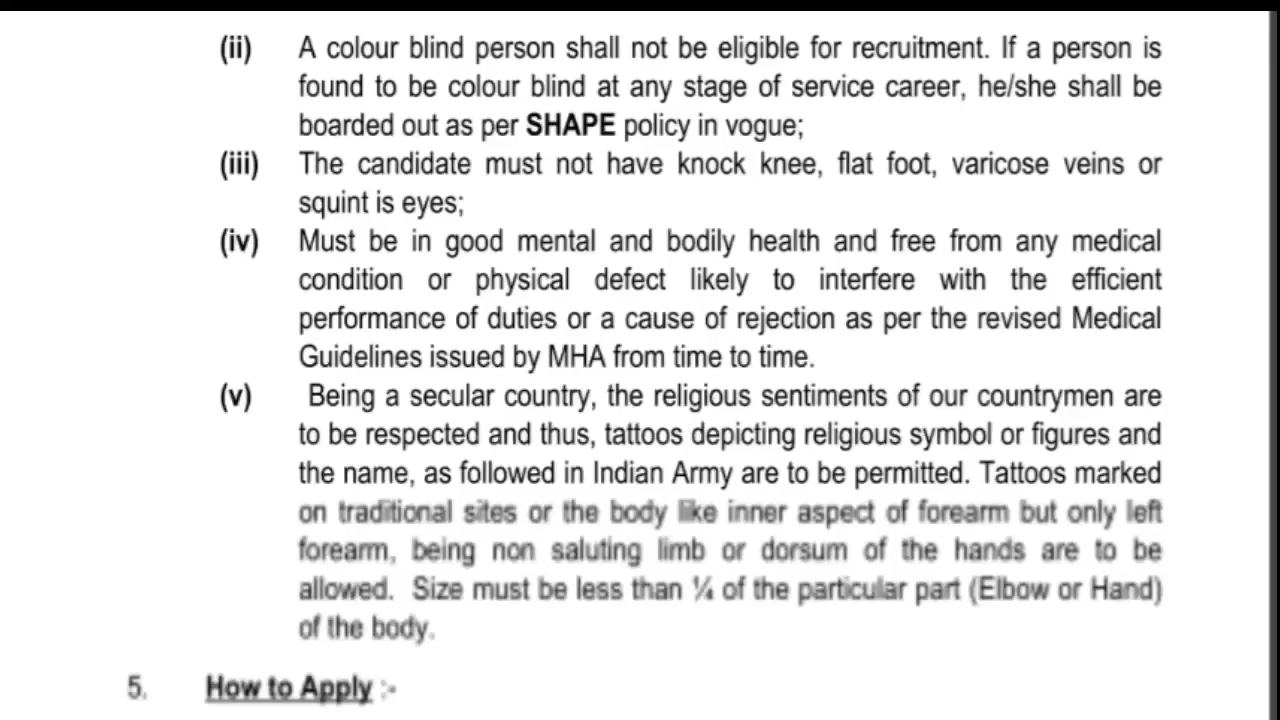 (ii) A colour blind person shall not be eligible for recruitment. If a person is
found to be colour blind at any stage of service career, he/she shall be
boarded out as per SHAPE policy in vogue;
(iii) The candidate must not have knock knee, flat foot, varicose veins or
squint is eyes;
(iv) Must be in good mental and bodily health and free from any medical
condition or physical defect likely to interfere with the efficient
performance of duties or a cause of rejection as per the revised Medical
Guidelines issued by MHA from time to time.
(v) Being a secular country, the religious sentiments of our countrymen are
to be respected and thus, tattoos depicting religious symbol or figures and
the name, as followed in Indian Army are to be permitted. Tattoos marked
on traditional sites or the body like inner aspect of forearm but only left
forearm, being non saluting limb or dorsum of the hands are to be
allowed. Size must be less than ¼ of the particular part (Elbow or Hand)
of the body.
5. How to Apply :-